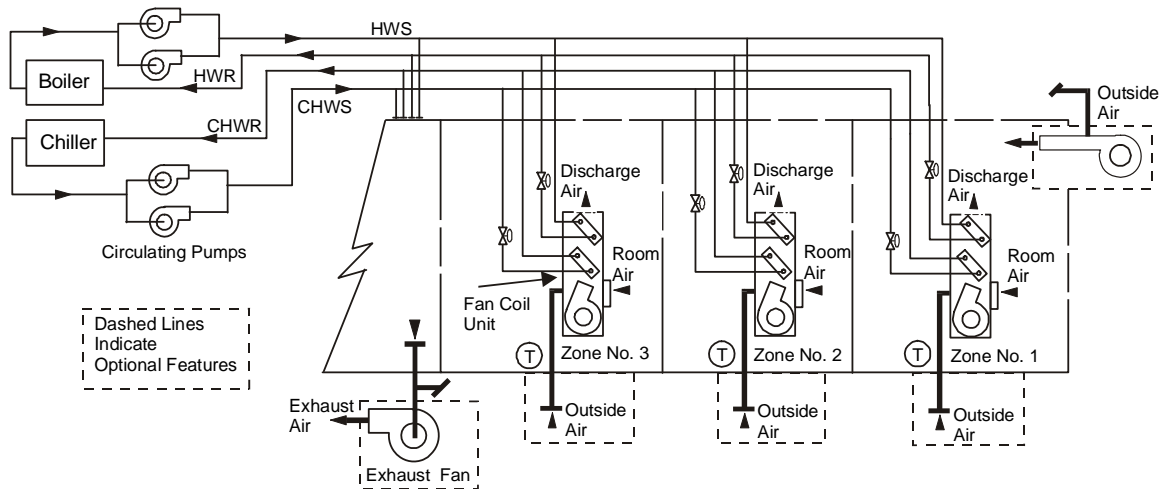 HWS
Outside
Air
Boiler
HWR
CHWS
Chiller
CHWR
Circulating Pumps
Discharge
Air
Room
Air
Fan Coil
Unit
T
Zone No. 3
Discharge
Air
Room
Air
T
Zone No. 2
Discharge
Air
Room
Air
T
Zone No. 1
Dashed Lines
Indicate
Optional Features
Exhaust
Air
Exhaust Fan
Outside
Air
Outside
Air
Outside
Air